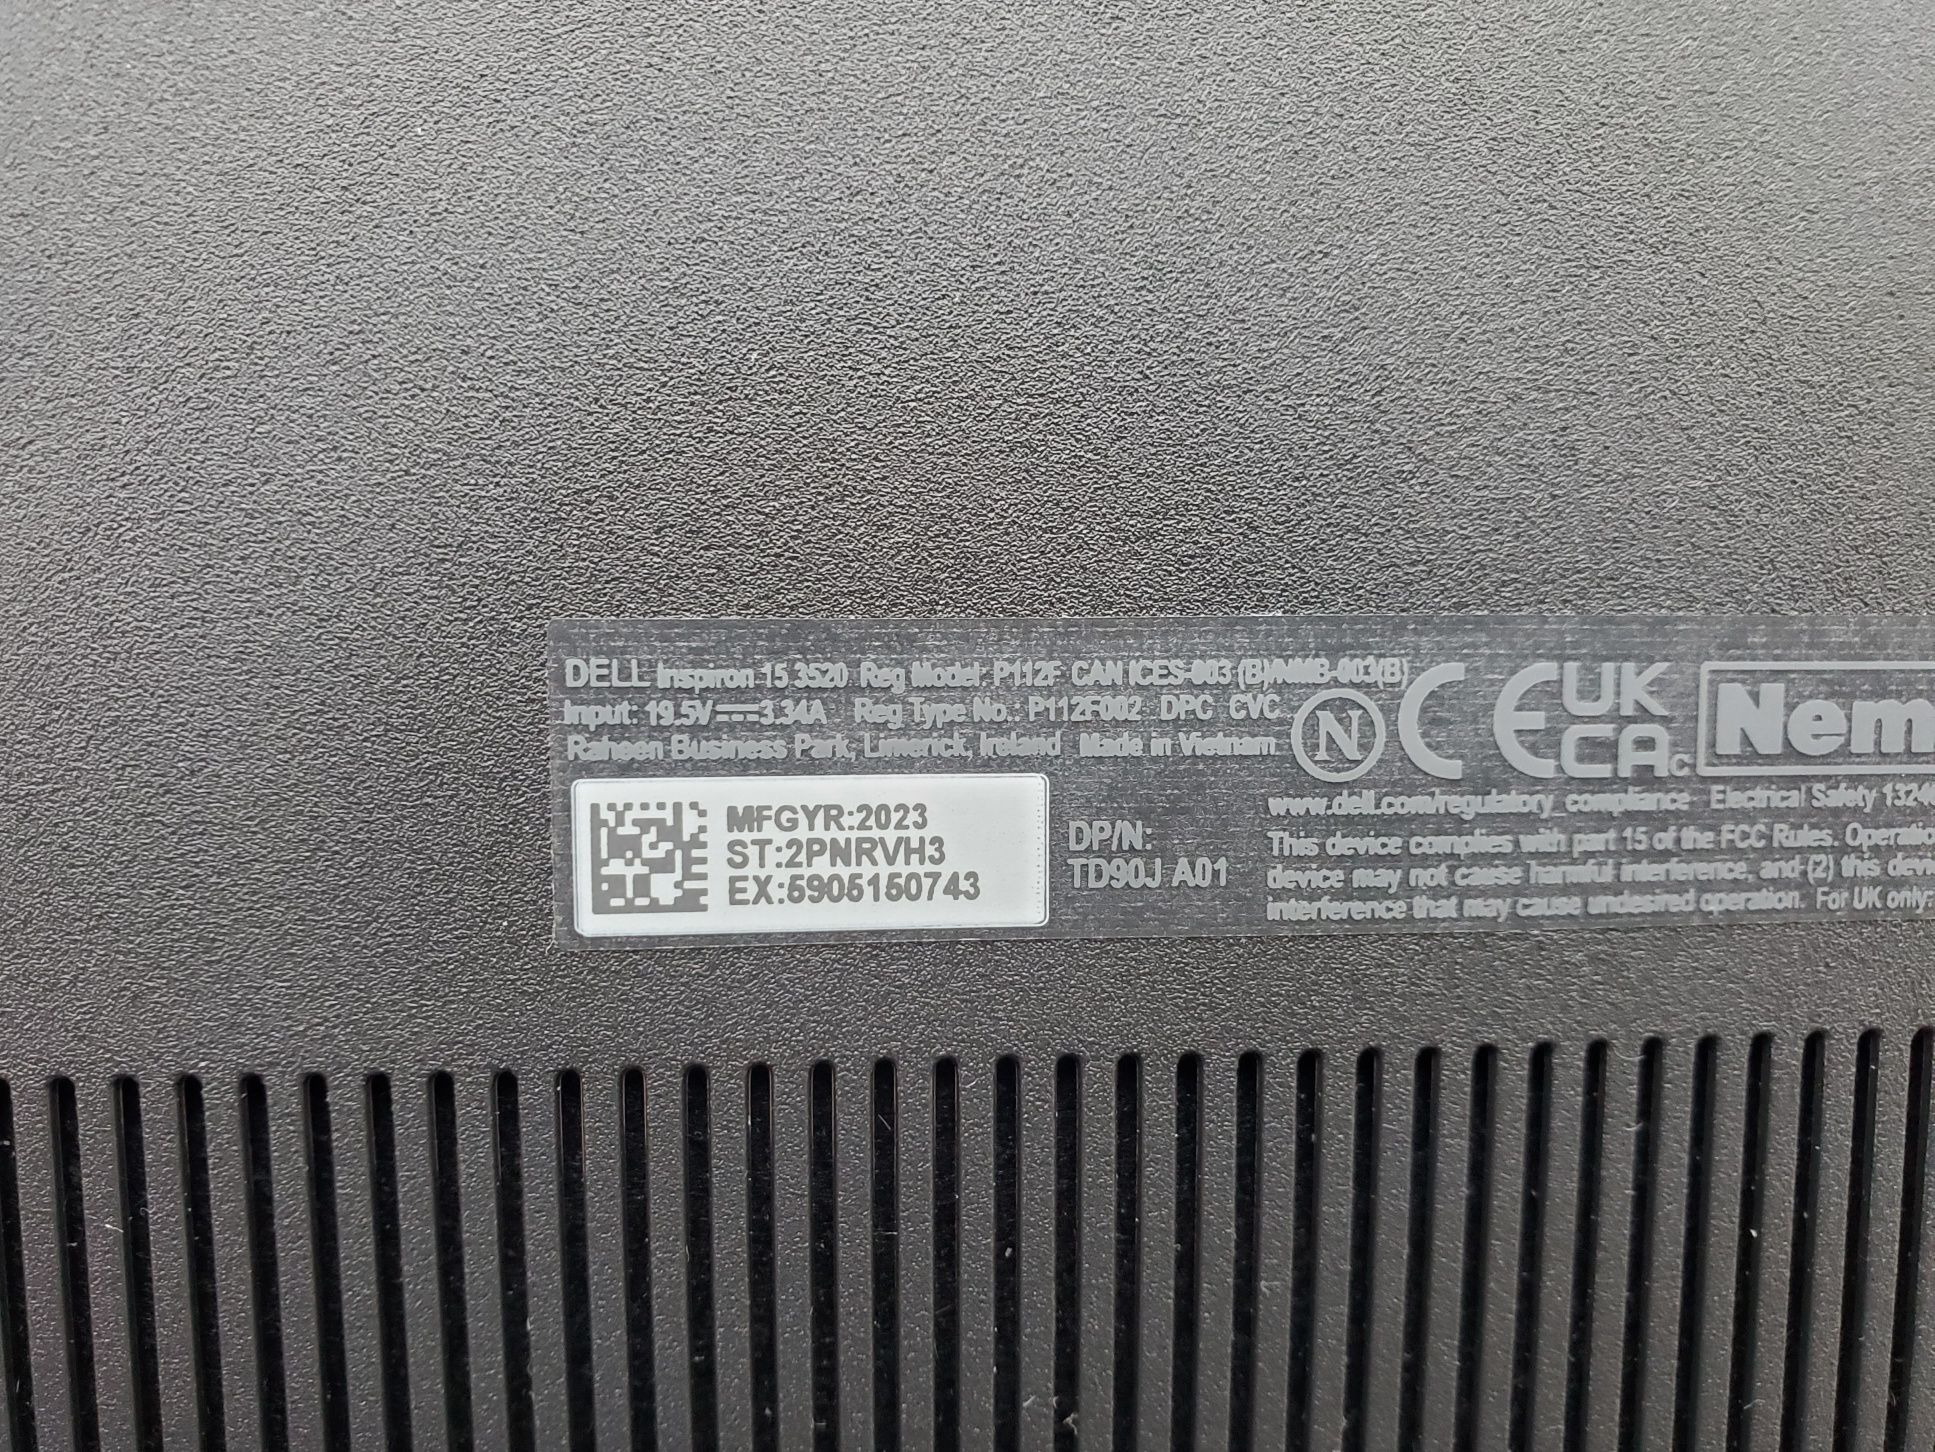 DELL Inspiron 15 3520 Reg Model: P112F CAN ICES-003 (B)/NMB-003(B)
Input: 19.5V⎓3.34A Reg Type No.: P112F002 DPC CVC
Raheen Business Park, Limerick, Ireland Made in Vietnam
N CE UK CA c Nem
MFGYR:2023
ST:2PNRVH3
EX:5905150743
DP/N:
TD90J A01
www.dell.com/regulatory_compliance Electrical Safety 1324
This device complies with part 15 of the FCC Rules. Operatio
device may not cause harmful interference, and (2) this devi
interference that may cause undesired operation. For UK only: